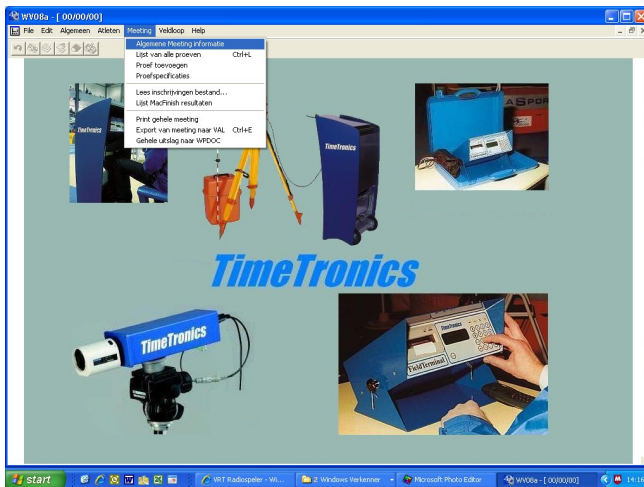 WV08a - [ 00/00/00]
File Edit Algemeen Atleten Meeting Veldloop Help
Algemene Meeting informatie
Lijst van alle proeven Ctrl+L
Proef toevoegen
Proefspecificaties
Lees inschrijvingen bestand...
Lijst MacFinish resultaten
Print gehele meeting
Export van meeting naar VAL Ctrl+E
Gehele uitslag naar WPDOC
TimeTronics
TimeTronics
TimeTronics
TimeTronics
TimeTronics
FieldTerminal
start
VRT Radiospeler - Wi...
2 Windows Verkenner
Microsoft Photo Editor
WV08a - [ 00/00/00]